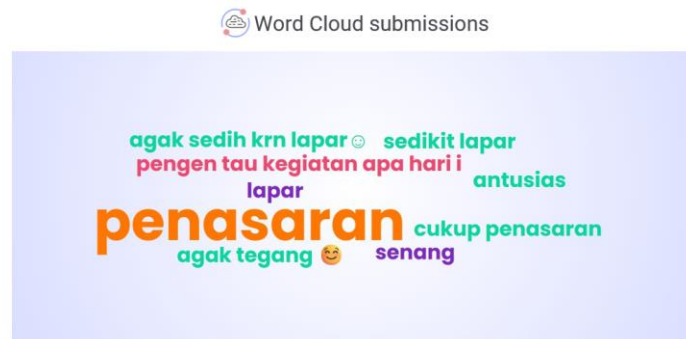 Word Cloud submissions
agak sedih krn lapar☺ sedikit lapar
pengen tau kegiatan apa hari i
antusias
lapar
penasaran
cukup penasaran
agak tegang 😊
senang